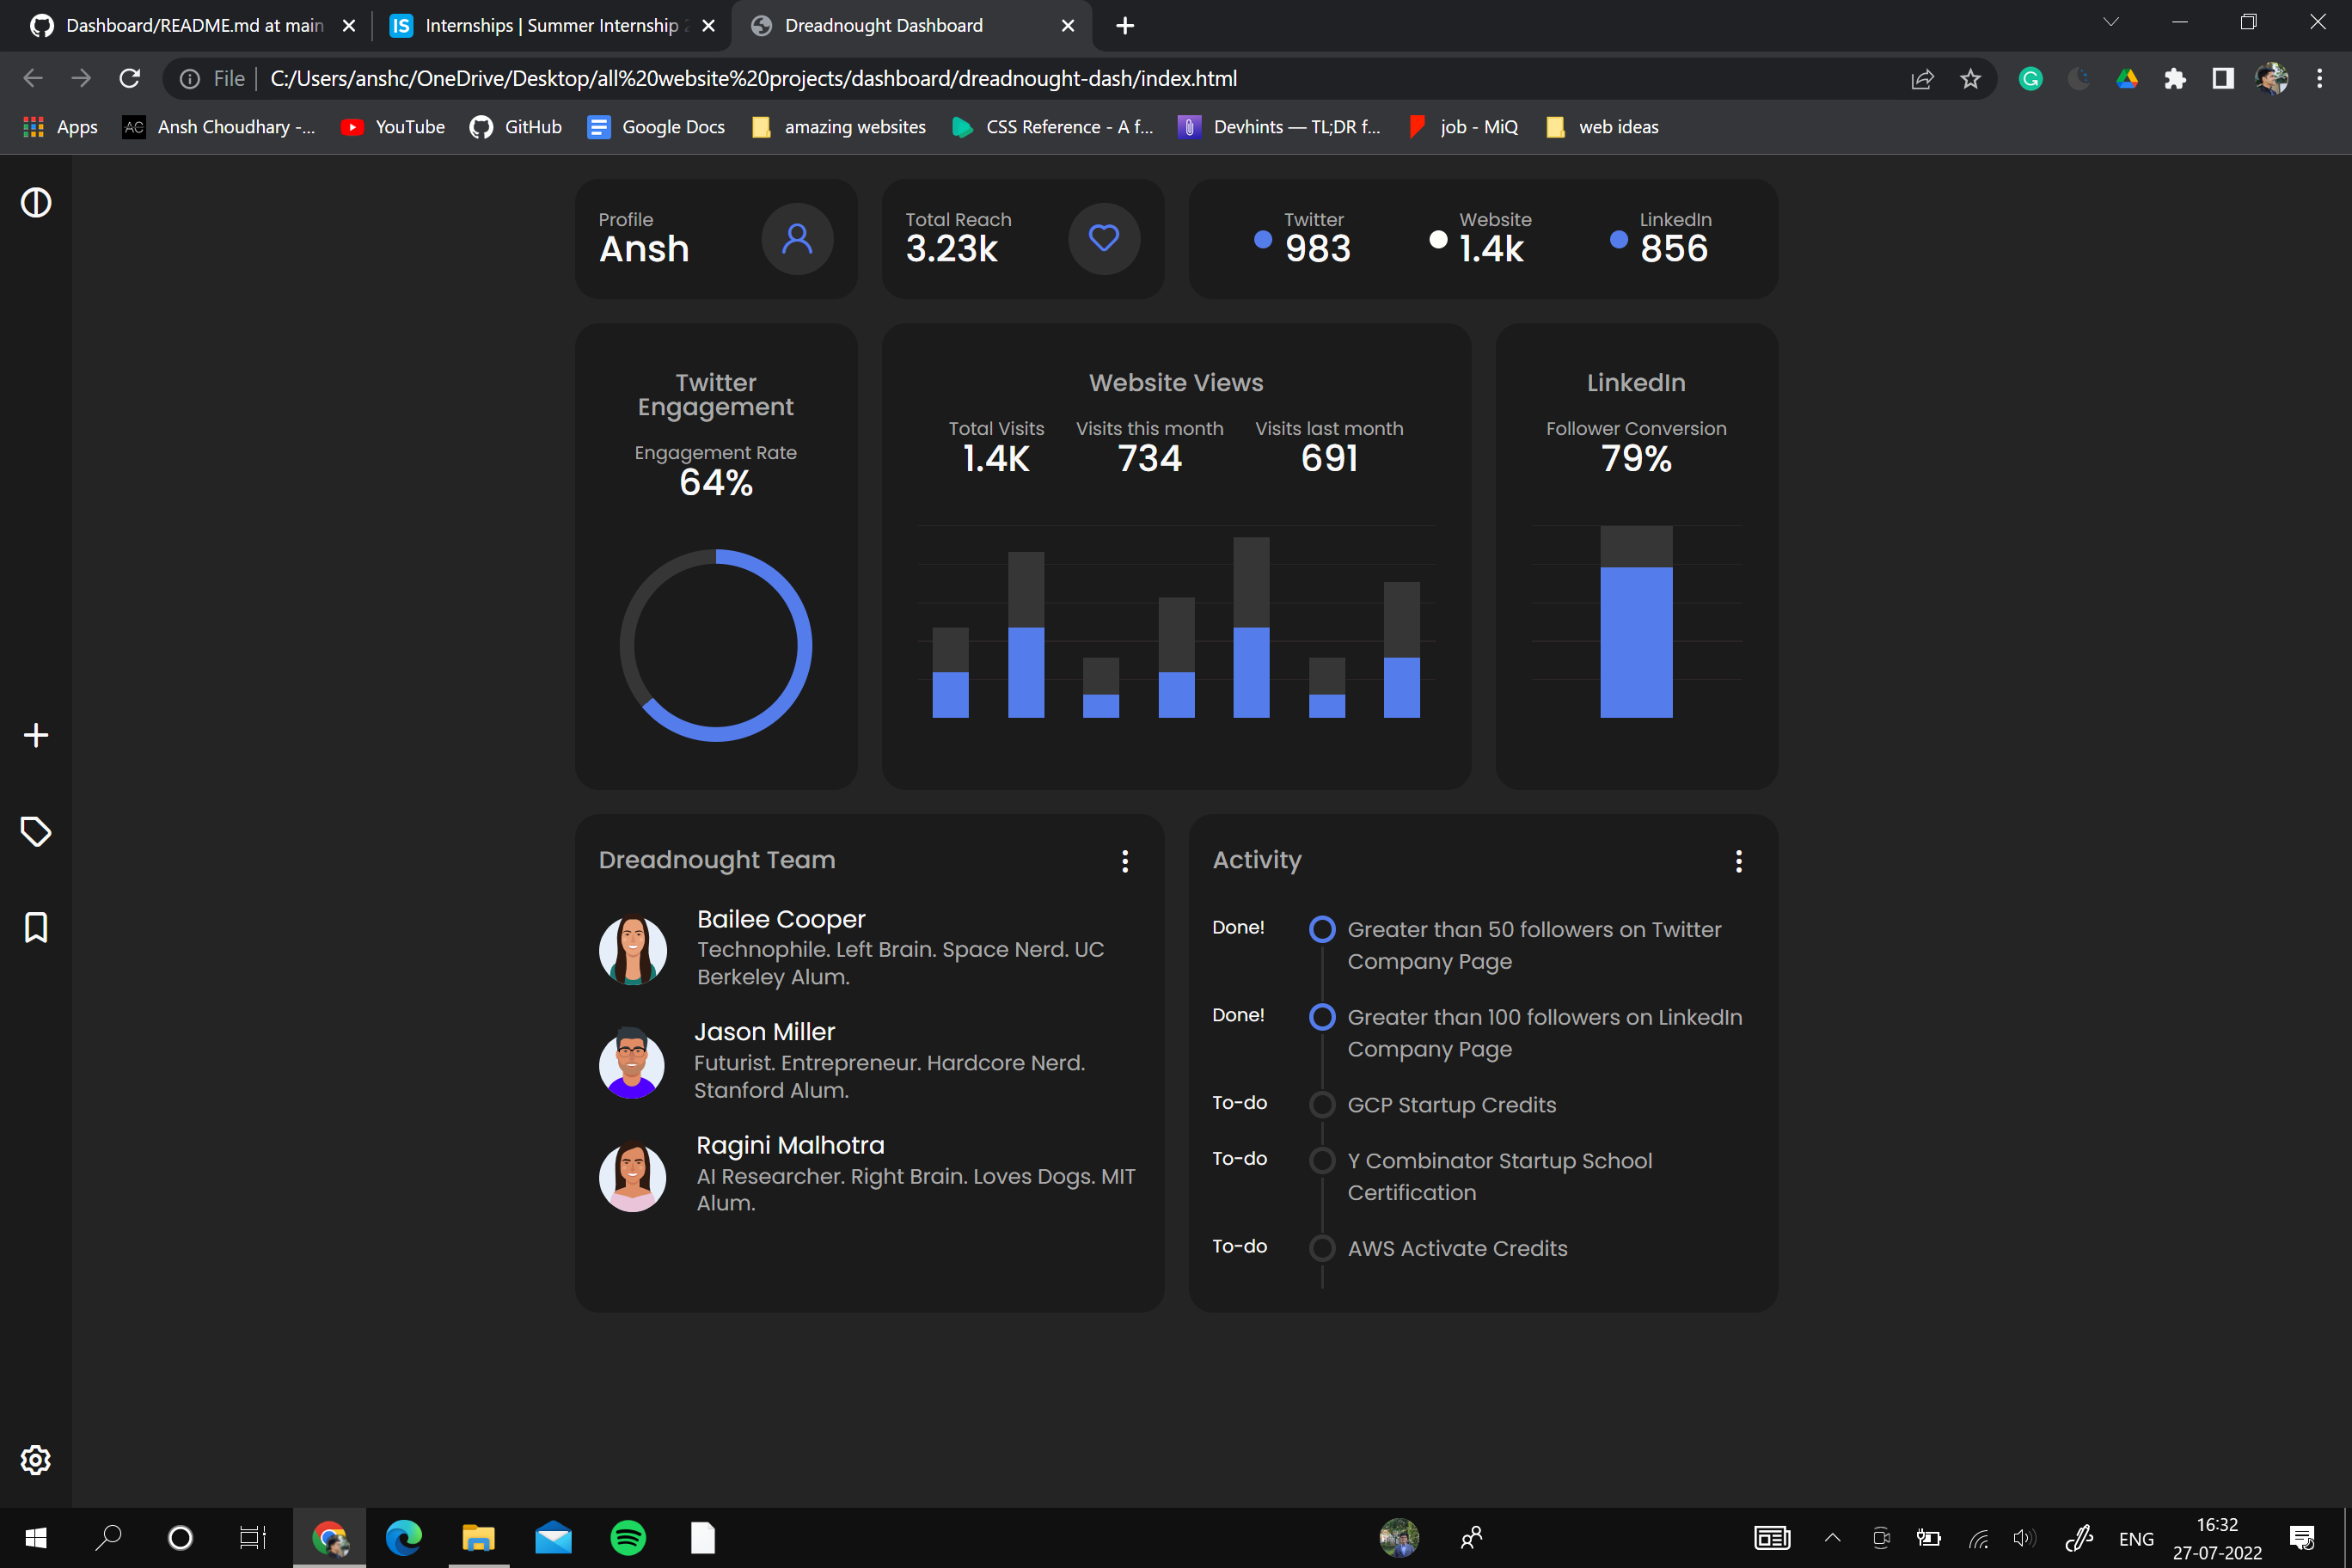 Dashboard/README.md at main
Internships | Summer Internship
Dreadnought Dashboard
File
C:/Users/anshc/OneDrive/Desktop/all%20website%20projects/dashboard/dreadnought-dash/index.html
Apps
AC
Ansh Choudhary -...
YouTube
GitHub
Google Docs
amazing websites
CSS Reference - A f...
Devhints — TL;DR f...
job - MiQ
web ideas
Profile
Ansh
Total Reach
3.23k
Twitter
983
Website
1.4k
LinkedIn
856
Twitter
Engagement
Engagement Rate
64%
Website Views
Total Visits
1.4K
Visits this month
734
Visits last month
691
LinkedIn
Follower Conversion
79%
Dreadnought Team
Bailee Cooper
Technophile. Left Brain. Space Nerd. UC
Berkeley Alum.
Jason Miller
Futurist. Entrepreneur. Hardcore Nerd.
Stanford Alum.
Ragini Malhotra
AI Researcher. Right Brain. Loves Dogs. MIT
Alum.
Activity
Done!
Greater than 50 followers on Twitter
Company Page
Done!
Greater than 100 followers on LinkedIn
Company Page
To-do
GCP Startup Credits
To-do
Y Combinator Startup School
Certification
To-do
AWS Activate Credits
ENG
16:32
27-07-2022